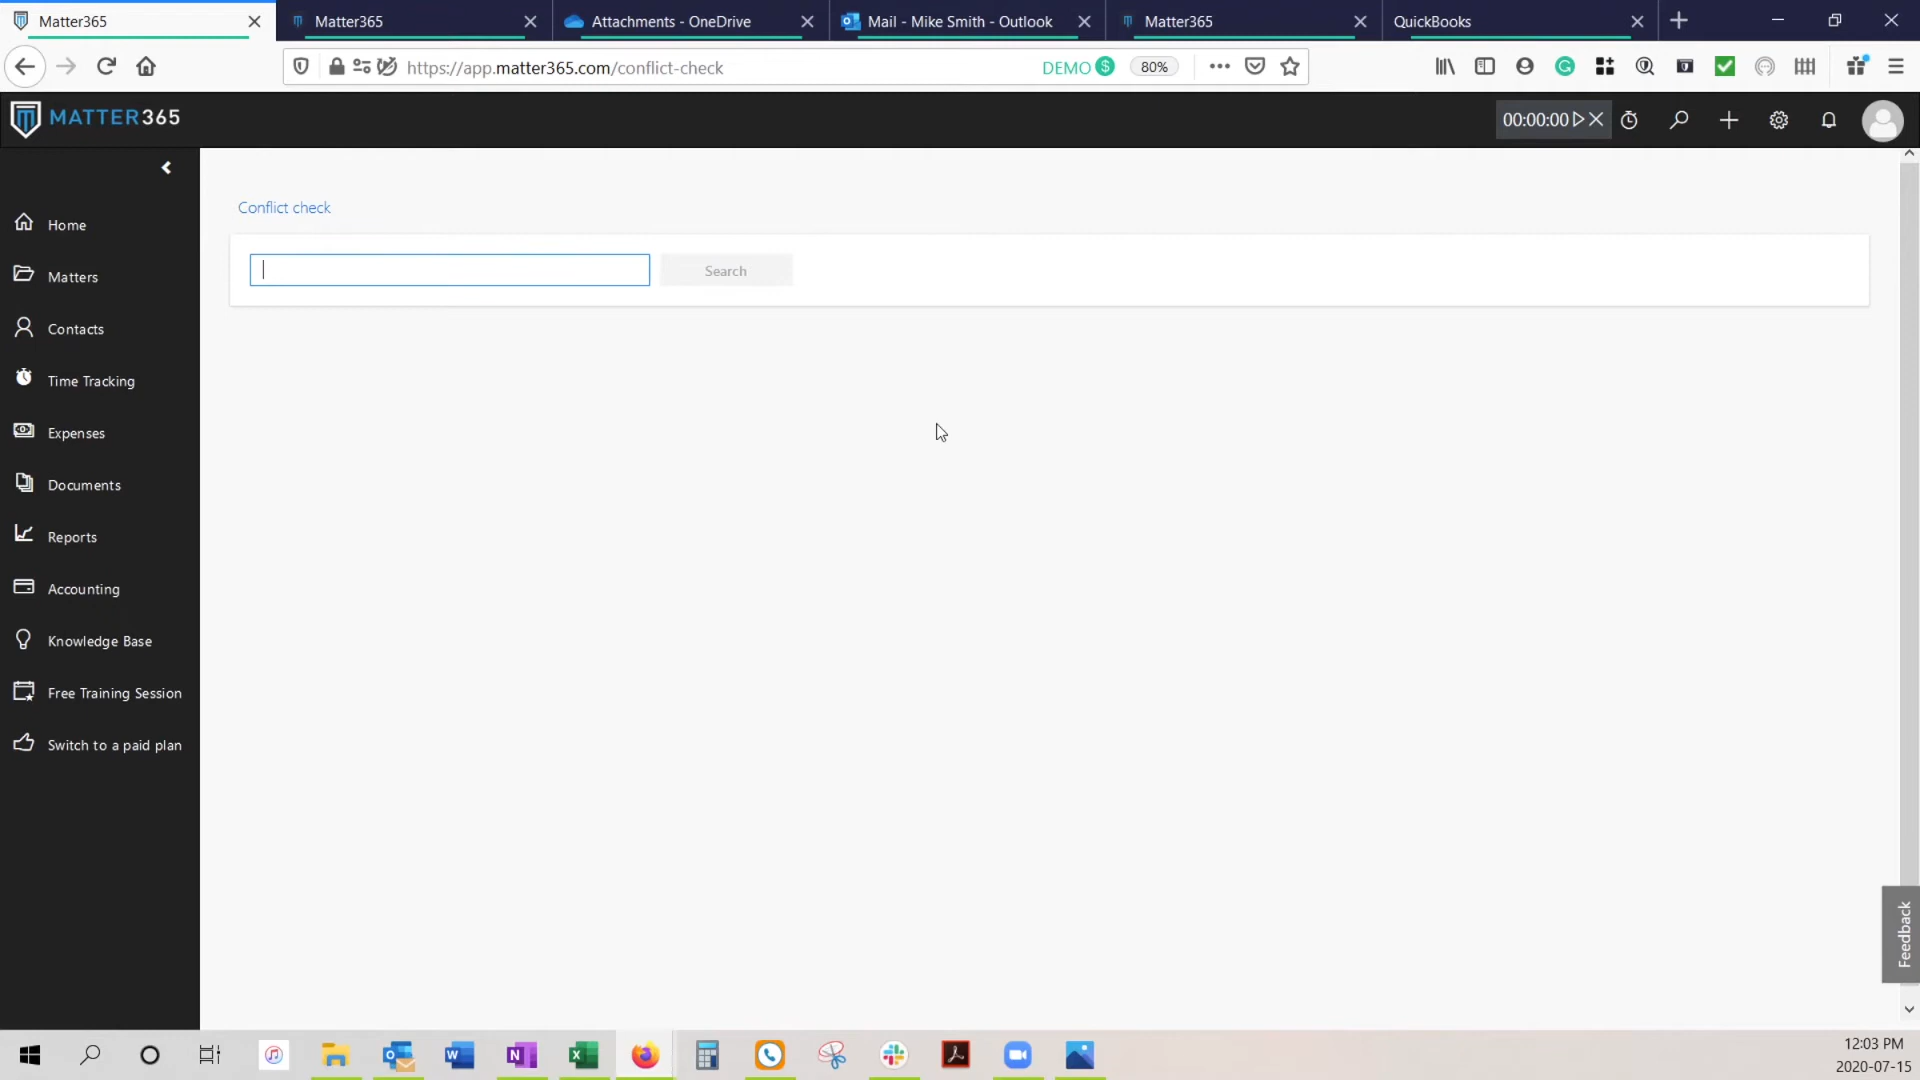 Matter365
Matter365
Attachments - OneDrive
Mail - Mike Smith - Outlook
Matter365
QuickBooks
https://app.matter365.com/conflict-check
DEMO
80%
MATTER365
00:00:00
Conflict check
Search
Home
Matters
Contacts
Time Tracking
Expenses
Documents
Reports
Accounting
Knowledge Base
Free Training Session
Switch to a paid plan
Feedback
12:03 PM
2020-07-15